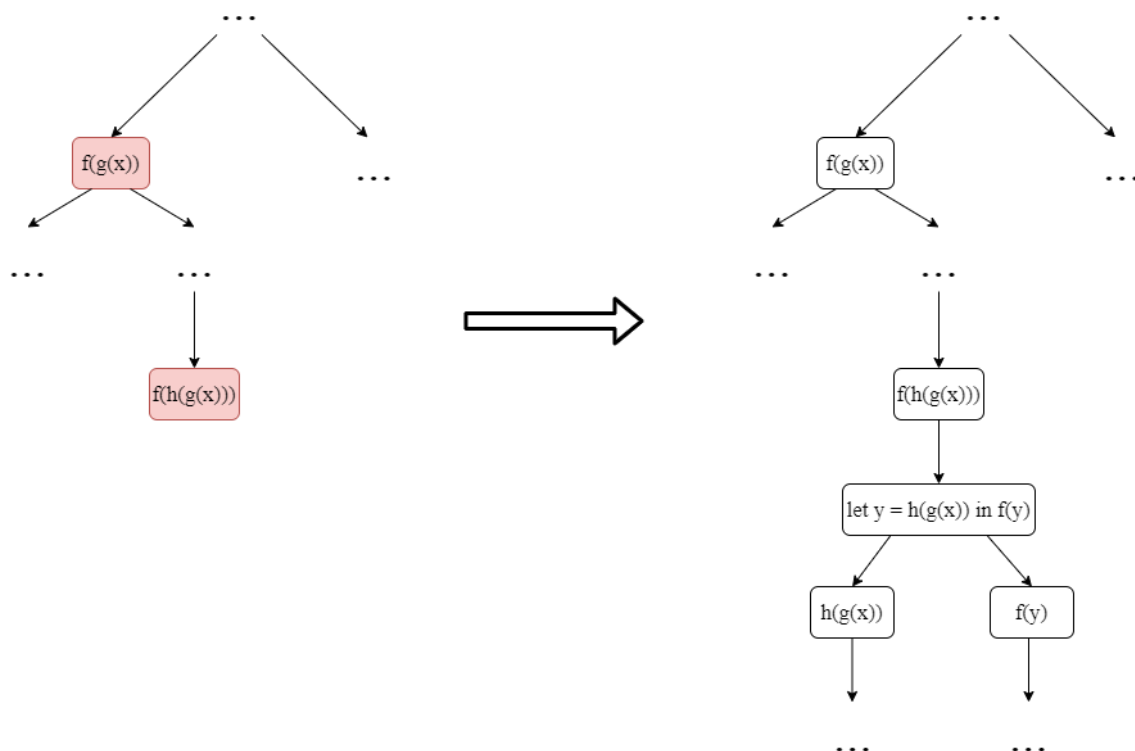 ...
...
f(g(x))
f(g(x))
...
...
...
...
...
...
f(h(g(x)))
f(h(g(x)))
let y = h(g(x)) in f(y)
h(g(x))
f(y)
...
...